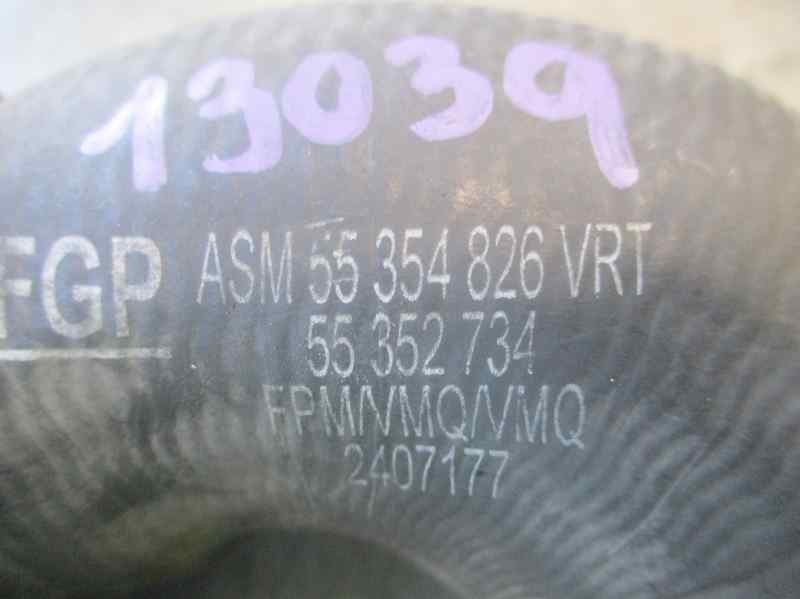 13039
FGP ASM 55 354 826 VRT
55 352 734
FPM/VMQ/VMQ
2407177